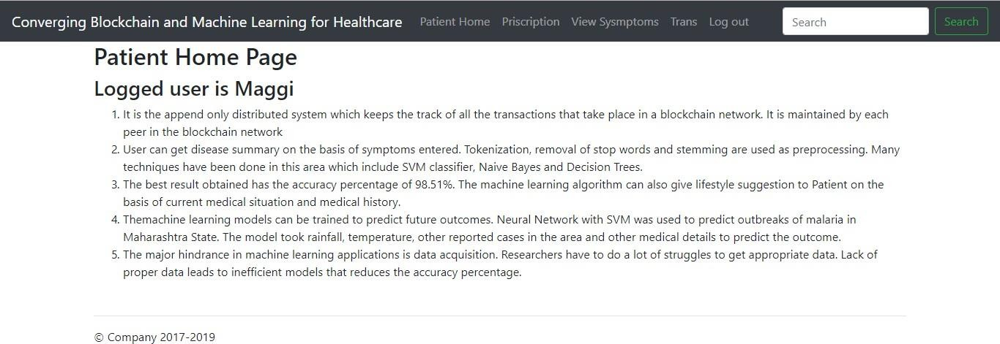 Converging Blockchain and Machine Learning for Healthcare Patient Home Priscription View Sysmptoms Trans Log out Search Search
Patient Home Page
Logged user is Maggi
1. It is the append only distributed system which keeps the track of all the transactions that take place in a blockchain network. It is maintained by each
peer in the blockchain network
2. User can get disease summary on the basis of symptoms entered. Tokenization, removal of stop words and stemming are used as preprocessing. Many
techniques have been done in this area which include SVM classifier, Naive Bayes and Decision Trees.
3. The best result obtained has the accuracy percentage of 98.51%. The machine learning algorithm can also give lifestyle suggestion to Patient on the
basis of current medical situation and medical history.
4. Themachine learning models can be trained to predict future outcomes. Neural Network with SVM was used to predict outbreaks of malaria in
Maharashtra State. The model took rainfall, temperature, other reported cases in the area and other medical details to predict the outcome.
5. The major hindrance in machine learning applications is data acquisition. Researchers have to do a lot of struggles to get appropriate data. Lack of
proper data leads to inefficient models that reduces the accuracy percentage.
© Company 2017-2019